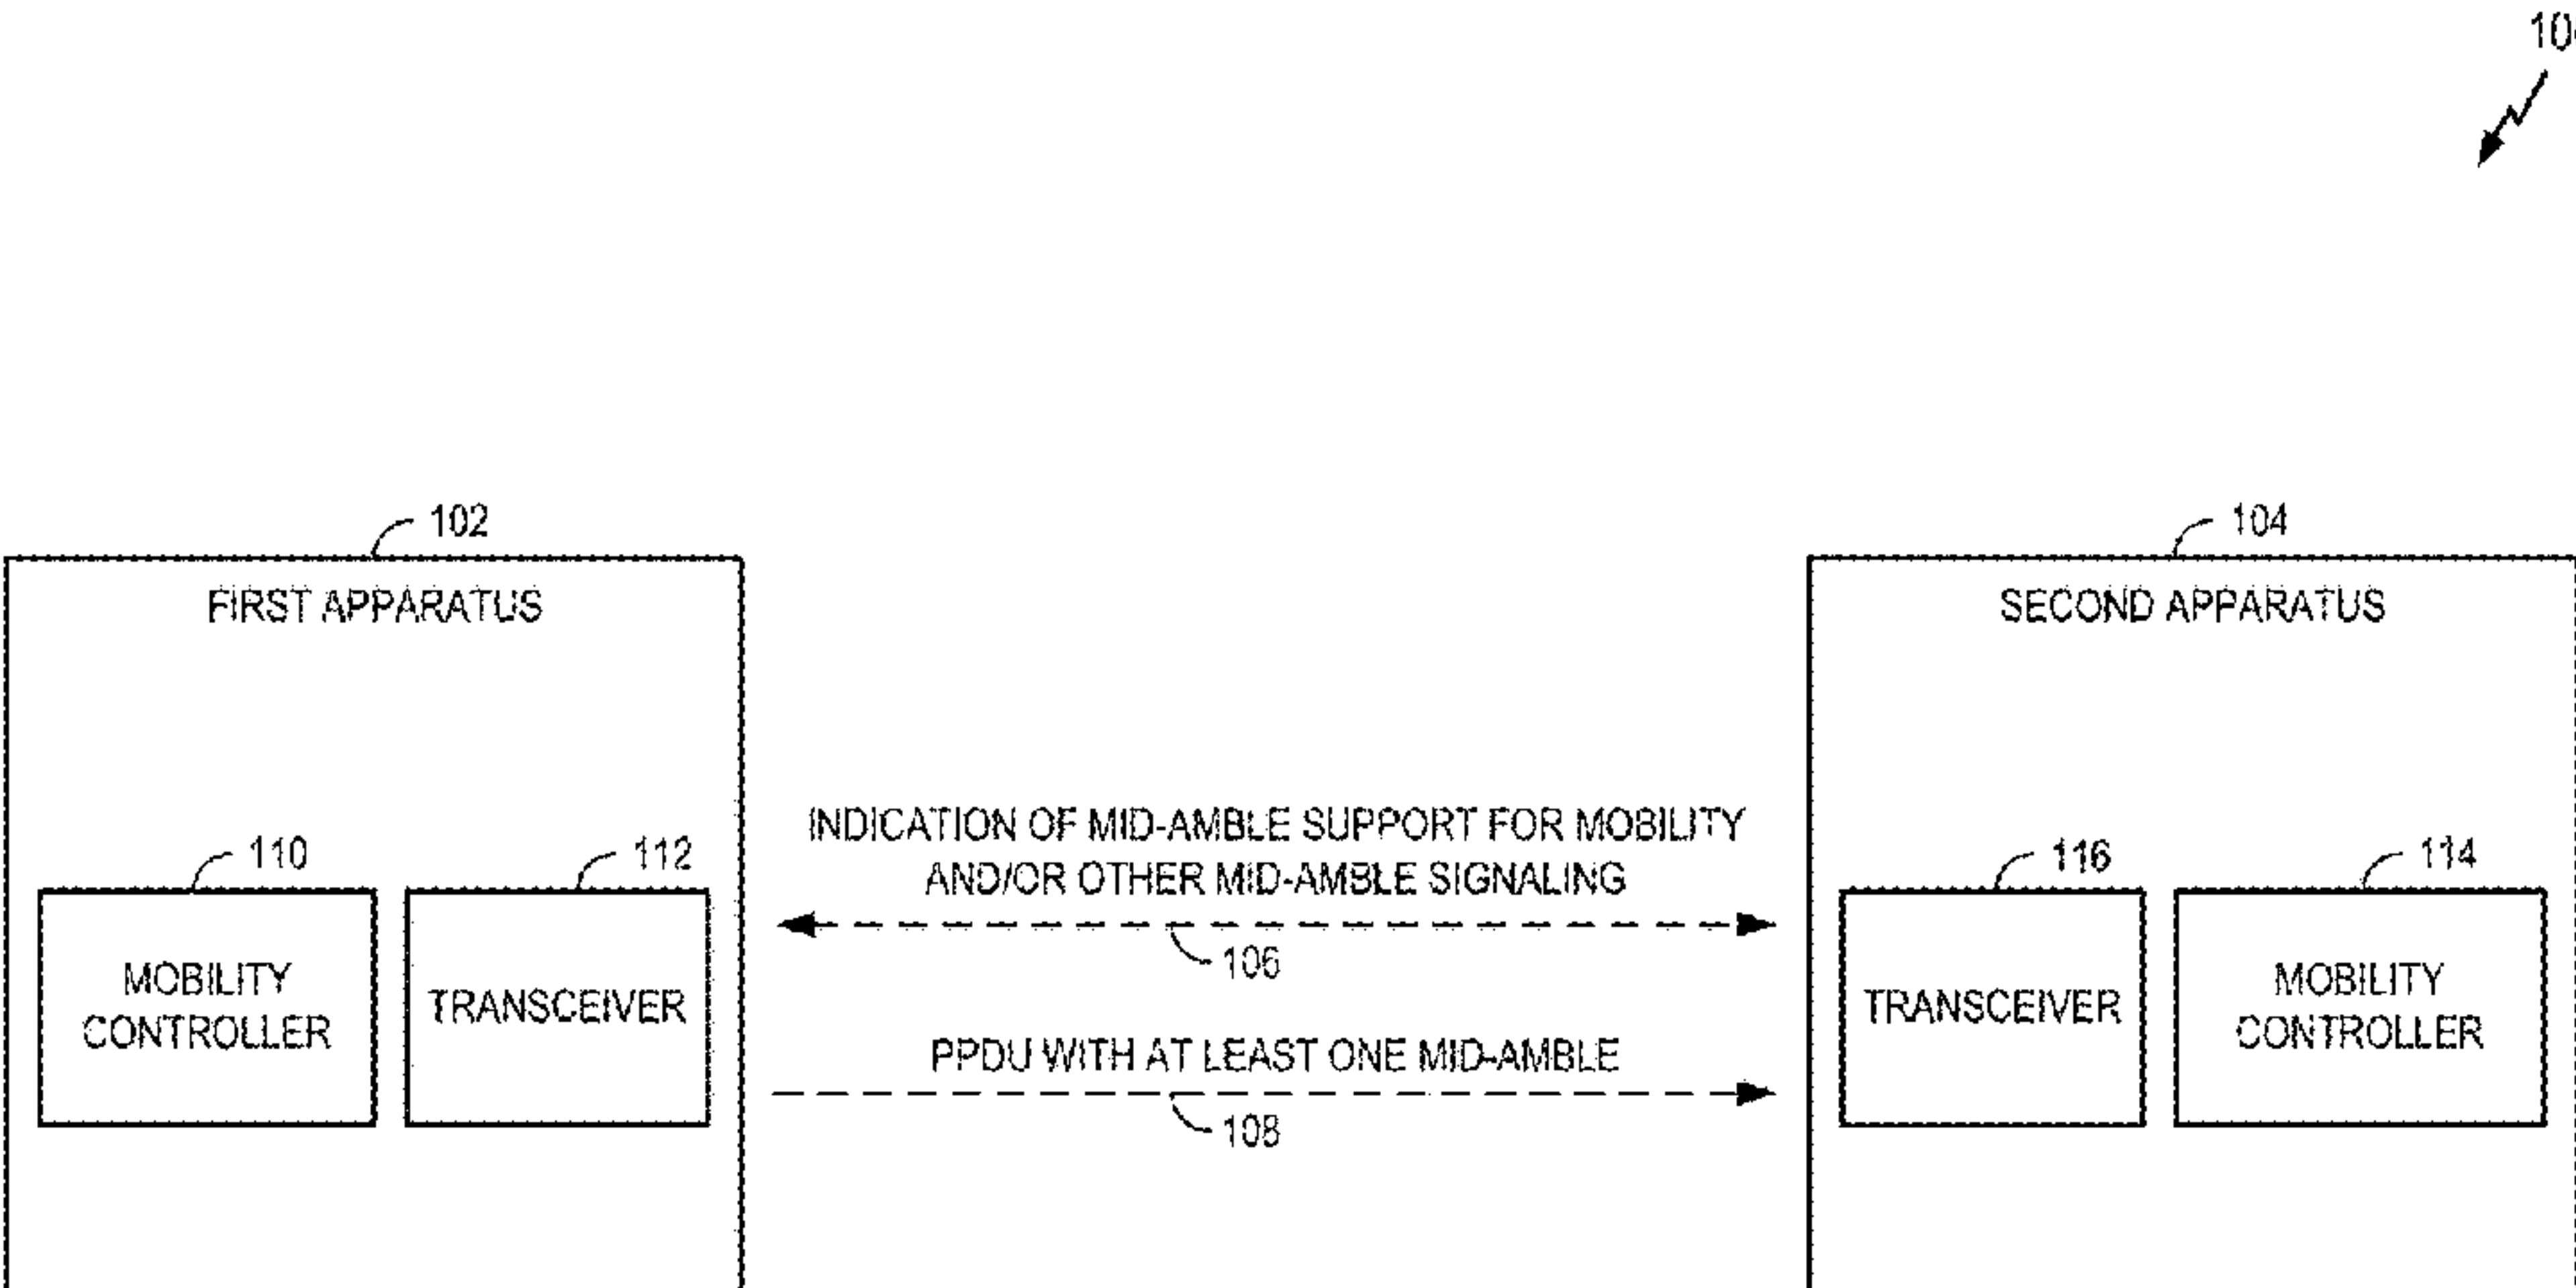 102
104
FIRST APPARATUS
SECOND APPARATUS
INDICATION OF MID-AMBLE SUPPORT FOR MOBILITY
AND/OR OTHER MID-AMBLE SIGNALING
110
112
116
114
106
MOBILITY
CONTROLLER
TRANSCEIVER
TRANSCEIVER
MOBILITY
CONTROLLER
PPDU WITH AT LEAST ONE MID-AMBLE
108